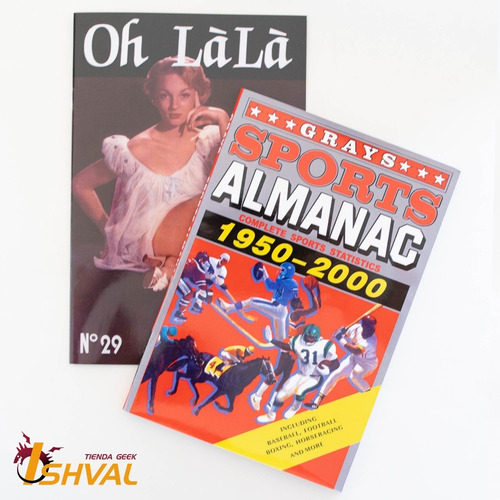 Oh LàLà
Nº 29
★★★GRAYS★★★
SPORTS
ALMANAC
COMPLETE SPORTS STATISTICS
1950-2000
31
INCLUDING
BASEBALL, FOOTBALL
BOXING, HORSERACING
AND MORE
TIENDA GEEK
ISHVAL